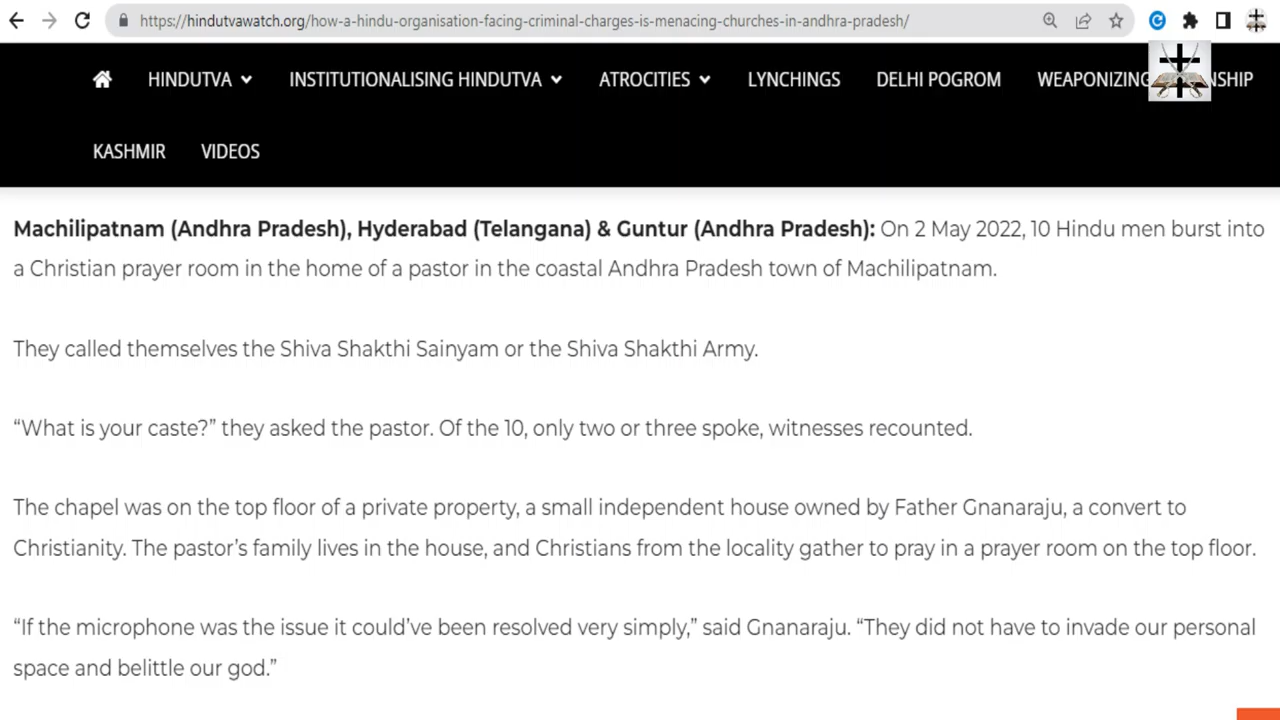 https://hindutvawatch.org/how-a-hindu-organisation-facing-criminal-charges-is-menacing-churches-in-andhra-pradesh/
HINDUTVA INSTITUTIONALISING HINDUTVA ATROCITIES LYNCHINGS DELHI POGROM WEAPONIZING NSHIP
KASHMIR VIDEOS
Machilipatnam (Andhra Pradesh), Hyderabad (Telangana) & Guntur (Andhra Pradesh): On 2 May 2022, 10 Hindu men burst into
a Christian prayer room in the home of a pastor in the coastal Andhra Pradesh town of Machilipatnam.
They called themselves the Shiva Shakthi Sainyam or the Shiva Shakthi Army.
“What is your caste?” they asked the pastor. Of the 10, only two or three spoke, witnesses recounted.
The chapel was on the top floor of a private property, a small independent house owned by Father Gnanaraju, a convert to
Christianity. The pastor’s family lives in the house, and Christians from the locality gather to pray in a prayer room on the top floor.
“If the microphone was the issue it could’ve been resolved very simply,” said Gnanaraju. “They did not have to invade our personal
space and belittle our god.”